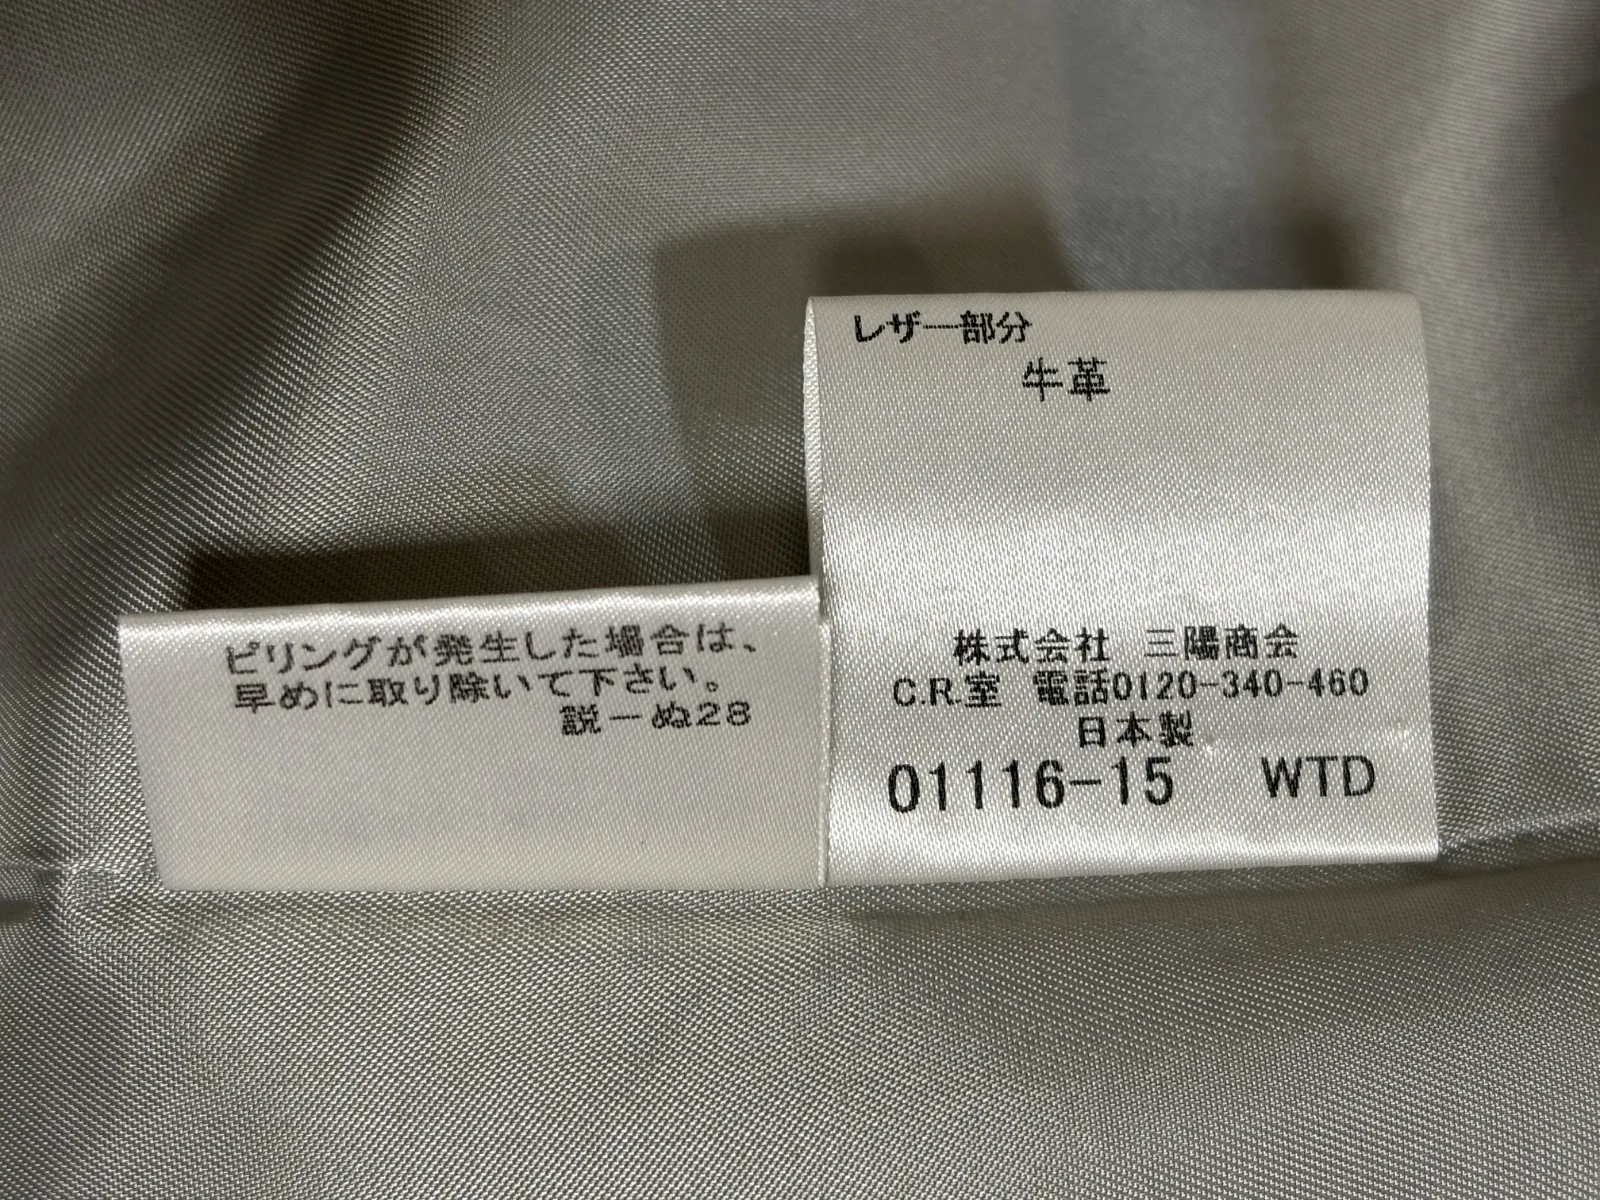 レザー部分
牛革
株式会社 三陽商会
C.R.室 電話0120-340-460
日本製
01116-15 WTD
ピリングが発生した場合は、
早めに取り除いて下さい。
説－ぬ28